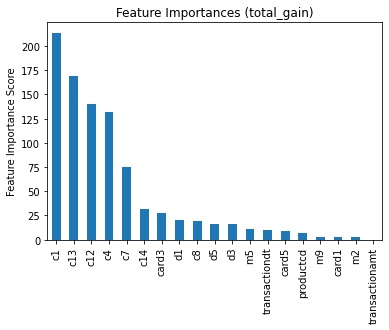 Feature Importances (total_gain)
Feature Importance Score
200
175
150
125
100
75
50
25
0
c1
c13
c12
c4
c7
c14
card3
d1
c8
d5
d3
m5
transactiondt
card5
productcd
m9
card1
m2
transactionamt